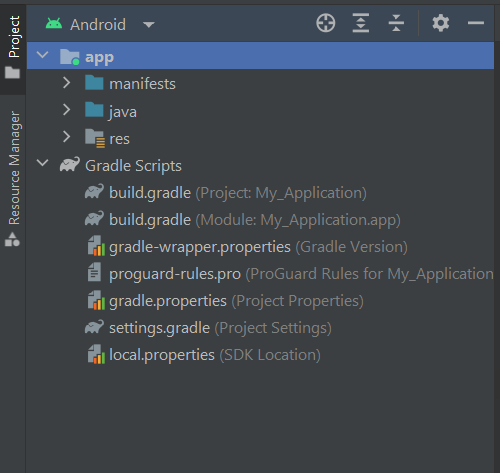 Project
Resource Manager
Android
app
manifests
java
res
Gradle Scripts
build.gradle (Project: My_Application)
build.gradle (Module: My_Application.app)
gradle-wrapper.properties (Gradle Version)
proguard-rules.pro (ProGuard Rules for My_Application
gradle.properties (Project Properties)
settings.gradle (Project Settings)
local.properties (SDK Location)